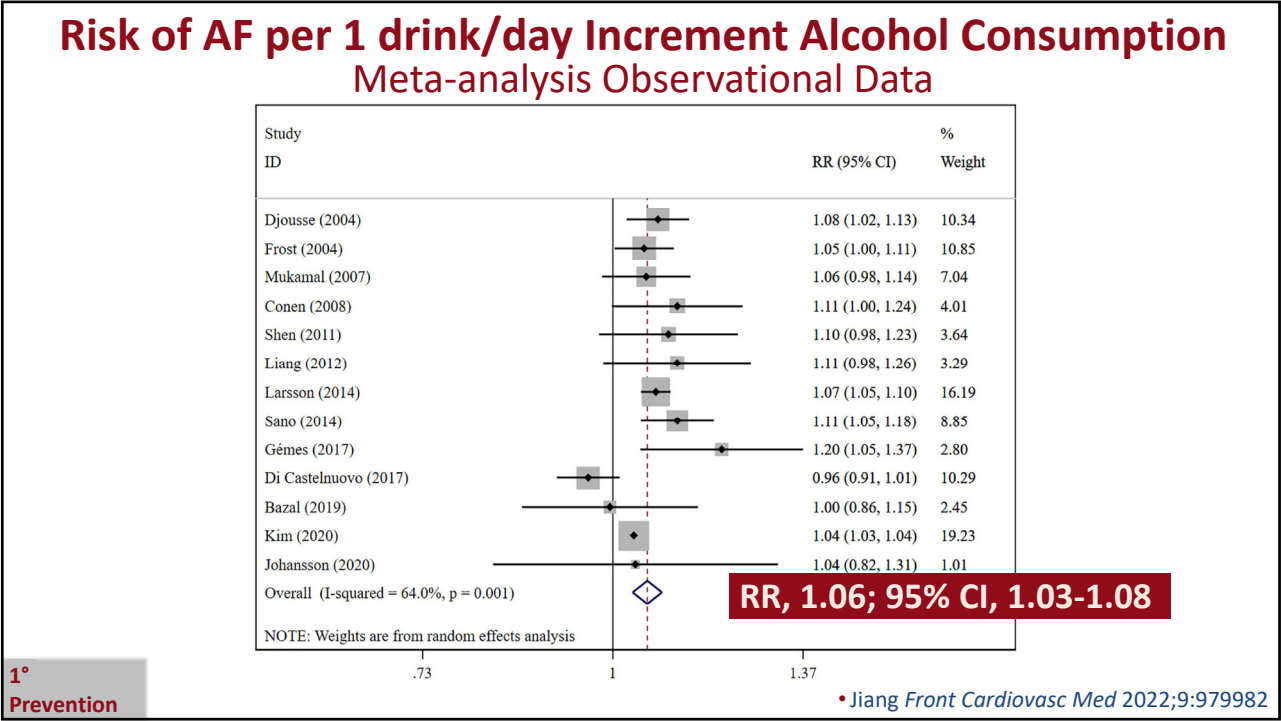 Risk of AF per 1 drink/day Increment Alcohol Consumption
Meta-analysis Observational Data
Study %
ID RR (95% CI) Weight
Djousse (2004) 1.08 (1.02, 1.13) 10.34
Frost (2004) 1.05 (1.00, 1.11) 10.85
Mukamal (2007) 1.06 (0.98, 1.14) 7.04
Conen (2008) 1.11 (1.00, 1.24) 4.01
Shen (2011) 1.10 (0.98, 1.23) 3.64
Liang (2012) 1.11 (0.98, 1.26) 3.29
Larsson (2014) 1.07 (1.05, 1.10) 16.19
Sano (2014) 1.11 (1.05, 1.18) 8.85
Gémes (2017) 1.20 (1.05, 1.37) 2.80
Di Castelnuovo (2017) 0.96 (0.91, 1.01) 10.29
Bazal (2019) 1.00 (0.86, 1.15) 2.45
Kim (2020) 1.04 (1.03, 1.04) 19.23
Johansson (2020) 1.04 (0.82, 1.31) 1.01
Overall (I-squared = 64.0%, p = 0.001)
RR, 1.06; 95% CI, 1.03-1.08
NOTE: Weights are from random effects analysis
.73 1 1.37
1°
Prevention
• Jiang Front Cardiovasc Med 2022;9:979982